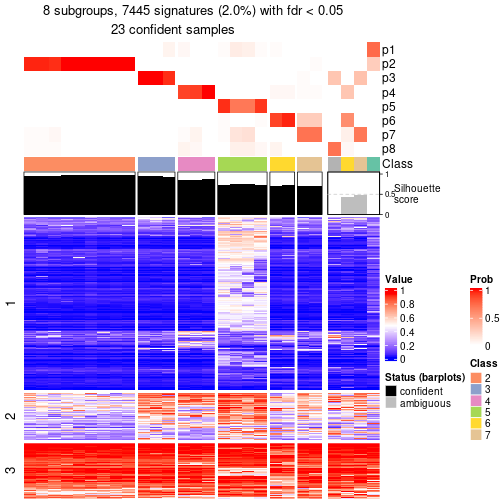 8 subgroups, 7445 signatures (2.0%) with fdr < 0.05
23 confident samples
p1
p2
p3
p4
p5
p6
p7
p8
Class
1
0.5
0
Silhouette
score
1
2
3
Value
1
0.8
0.6
0.4
0.2
0
Prob
1
0.5
0
Status (barplots)
confident
ambiguous
Class
2
3
4
5
6
7